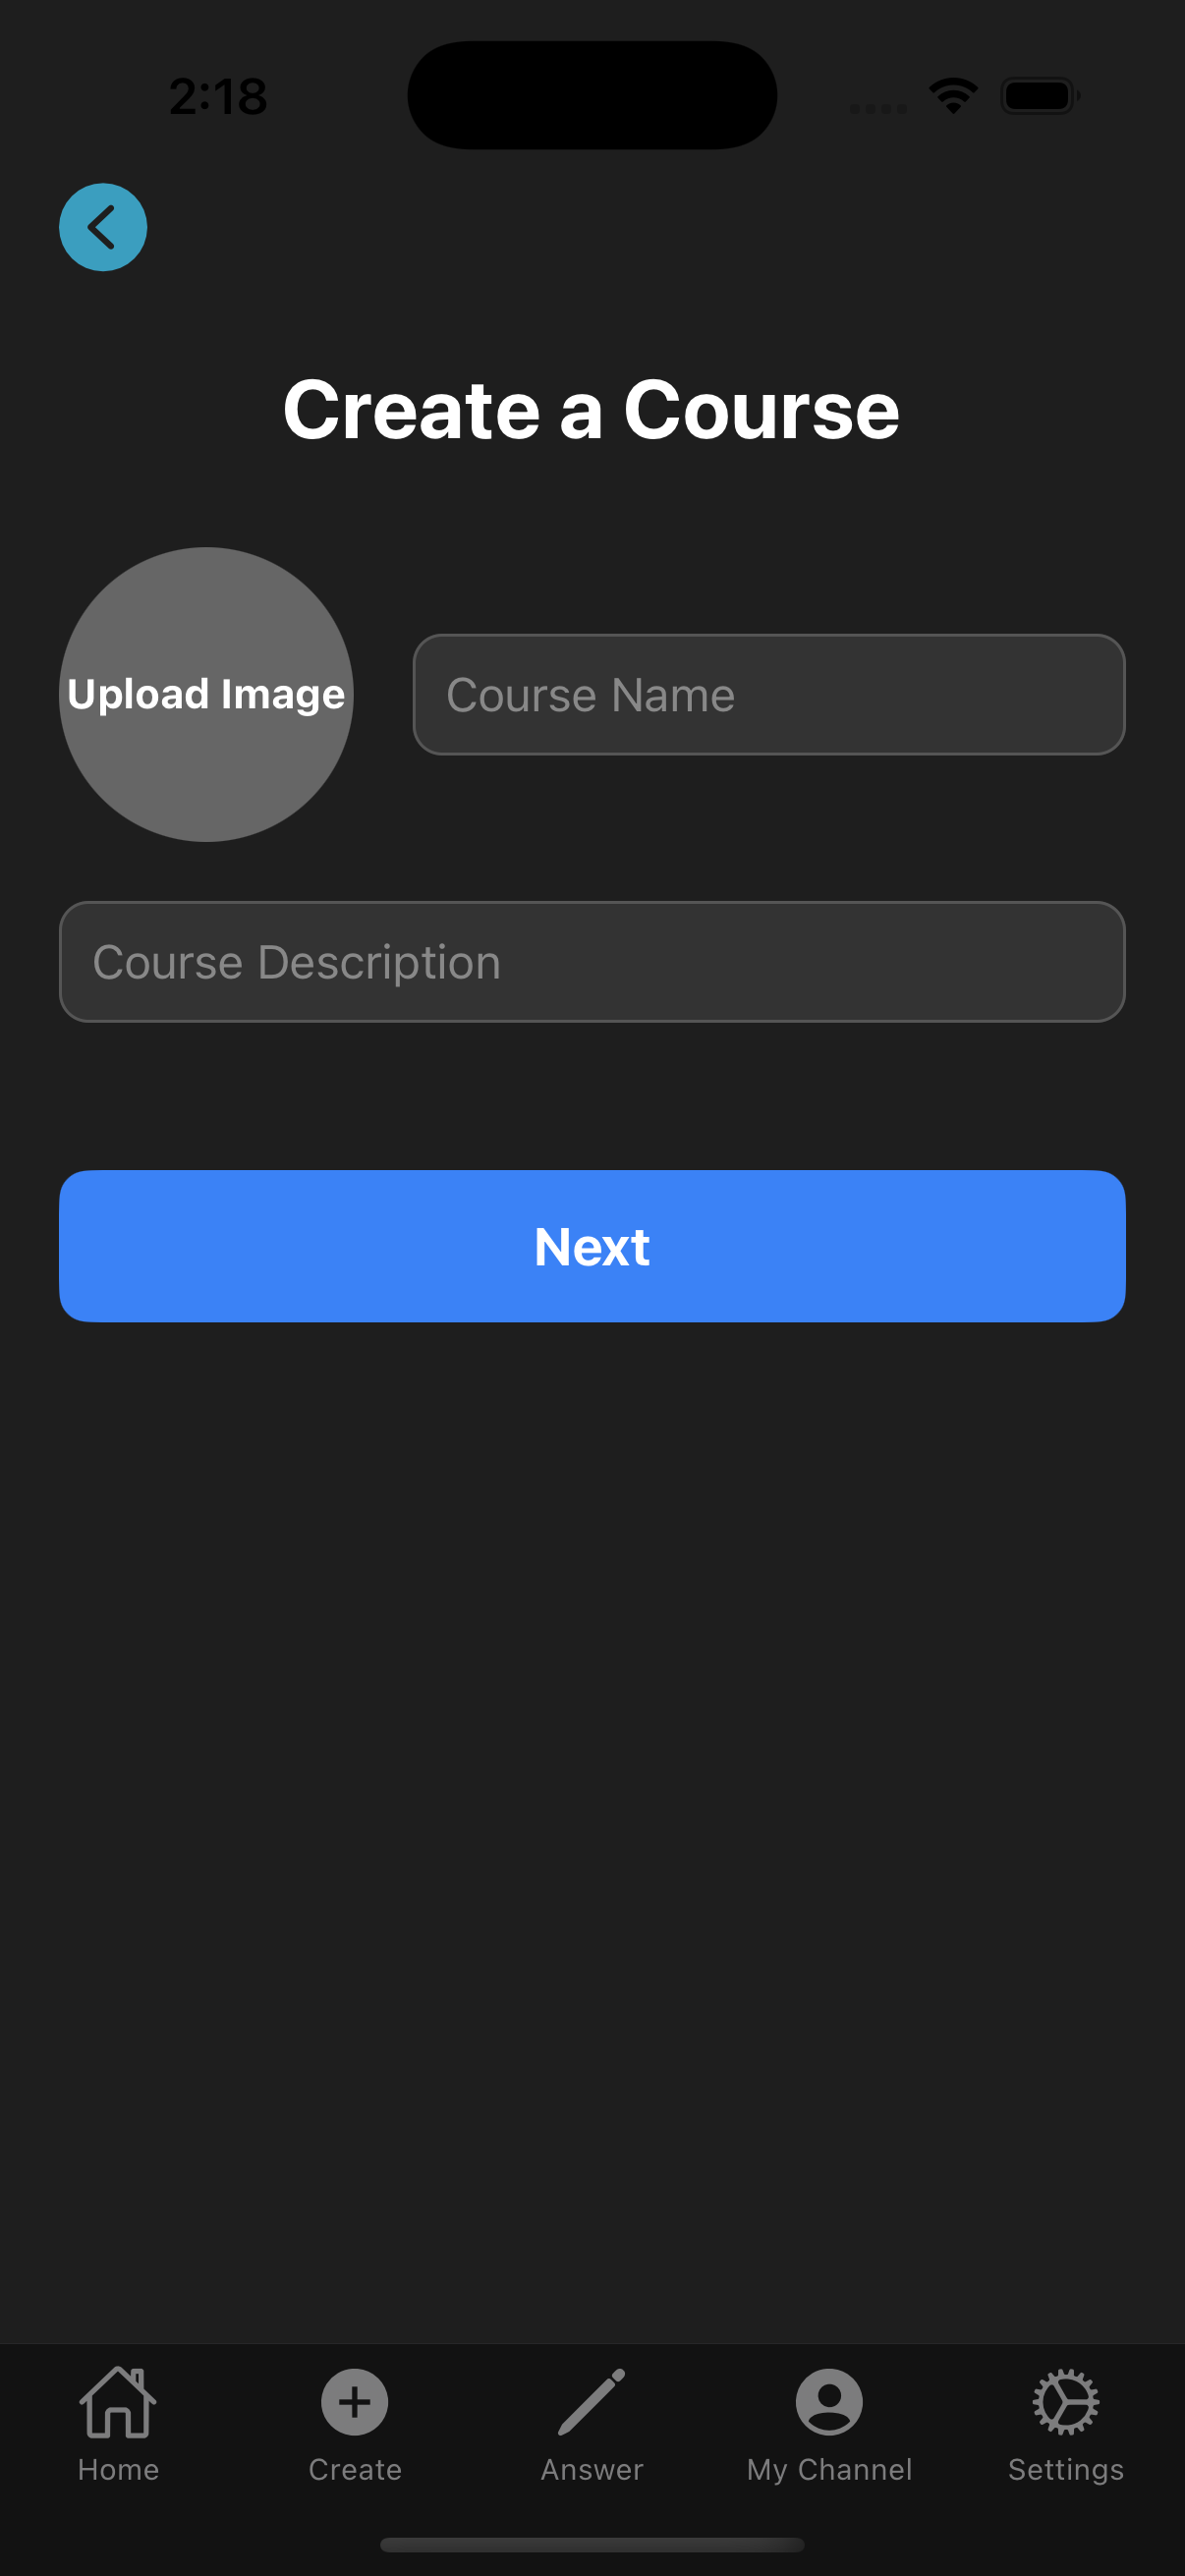 2:18
Create a Course
Upload Image
Course Name
Course Description
Next
Home
Create
Answer
My Channel
Settings